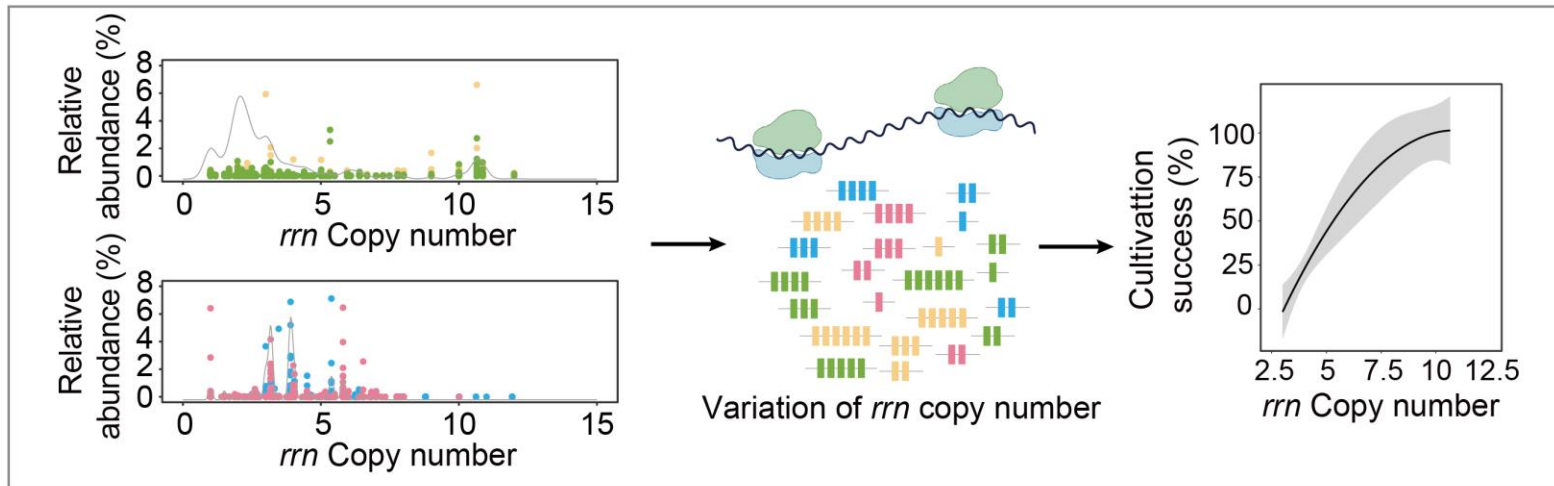 Relative
abundance (%)
8
6
4
2
0
0 5 10 15
rrn Copy number
Relative
abundance (%)
8
6
4
2
0
0 5 10 15
rrn Copy number
Variation of rrn copy number
Cultivattion
success (%)
100
75
50
25
0
2.5 5 7.5 10 12.5
rrn Copy number